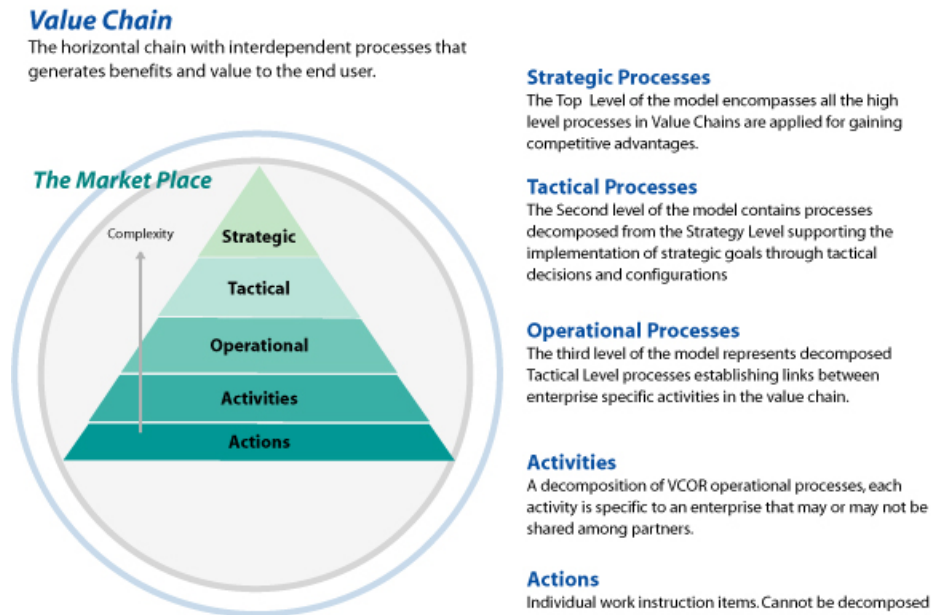 Value Chain
The horizontal chain with interdependent processes that
generates benefits and value to the end user.
The Market Place
Complexity
Strategic
Tactical
Operational
Activities
Actions
Strategic Processes
The Top Level of the model encompasses all the high
level processes in Value Chains are applied for gaining
competitive advantages.
Tactical Processes
The Second level of the model contains processes
decomposed from the Strategy Level supporting the
implementation of strategic goals through tactical
decisions and configurations
Operational Processes
The third level of the model represents decomposed
Tactical Level processes establishing links between
enterprise specific activities in the value chain.
Activities
A decomposition of VCOR operational processes, each
activity is specific to an enterprise that may or may not be
shared among partners.
Actions
Individual work instruction items. Cannot be decomposed